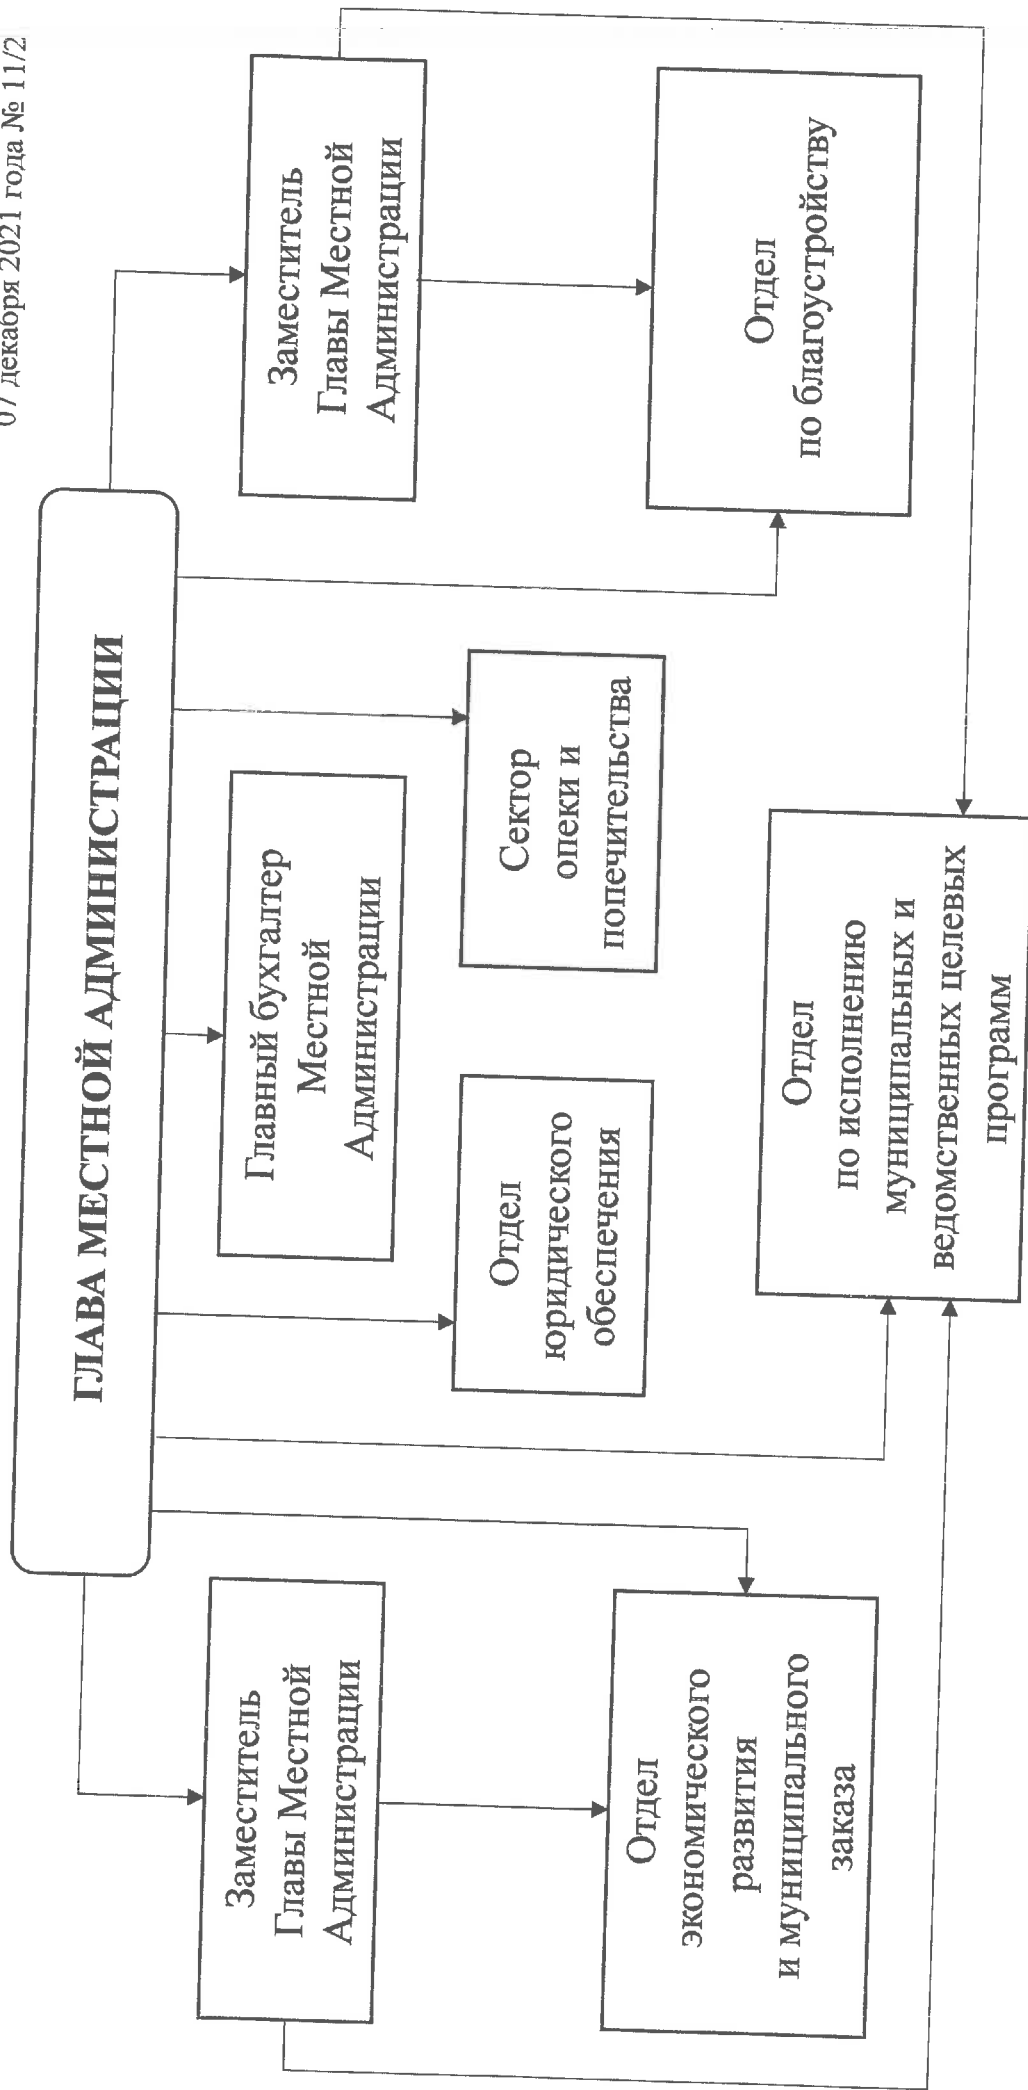 07 декабря 2021 года № 11/2
ГЛАВА МЕСТНОЙ АДМИНИСТРАЦИИ
Заместитель
Главы Местной
Администрации
Главный бухгалтер
Местной
Администрации
Заместитель
Главы Местной
Администрации
Отдел
экономического
развития
и муниципального
заказа
Отдел
юридического
обеспечения
Сектор
опеки и
попечительства
Отдел
по благоустройству
Отдел
по исполнению
муниципальных и
ведомственных целевых
программ